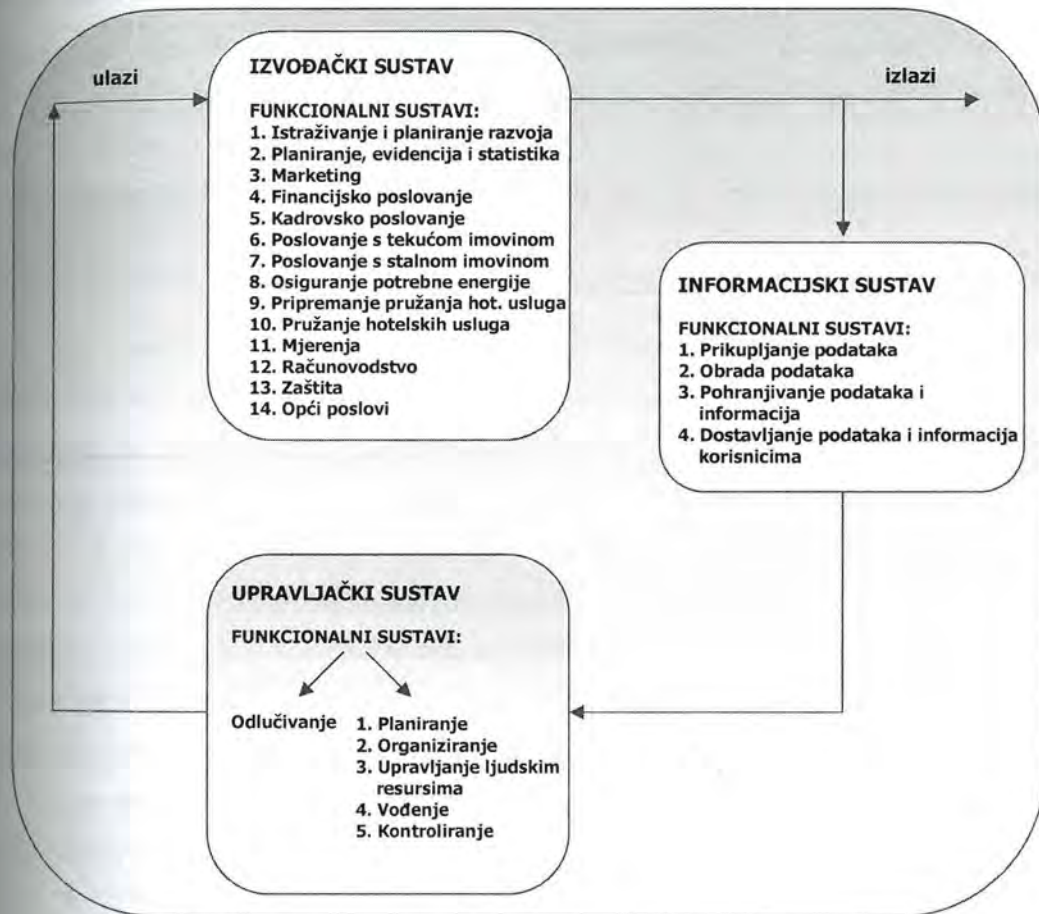 ulazi
izlazi
IZVOĐAČKI SUSTAV
FUNKCIONALNI SUSTAVI:
1. Istraživanje i planiranje razvoja
2. Planiranje, evidencija i statistika
3. Marketing
4. Financijsko poslovanje
5. Kadrovsko poslovanje
6. Poslovanje s tekućom imovinom
7. Poslovanje s stalnom imovinom
8. Osiguranje potrebne energije
9. Pripremanje pružanja hot. usluga
10. Pružanje hotelskih usluga
11. Mjerenja
12. Računovodstvo
13. Zaštita
14. Opći poslovi
INFORMACIJSKI SUSTAV
FUNKCIONALNI SUSTAVI:
1. Prikupljanje podataka
2. Obrada podataka
3. Pohranjivanje podataka i
informacija
4. Dostavljanje podataka i informacija
korisnicima
UPRAVLJAČKI SUSTAV
FUNKCIONALNI SUSTAVI:
Odlučivanje
1. Planiranje
2. Organiziranje
3. Upravljanje ljudskim
resursima
4. Vođenje
5. Kontroliranje